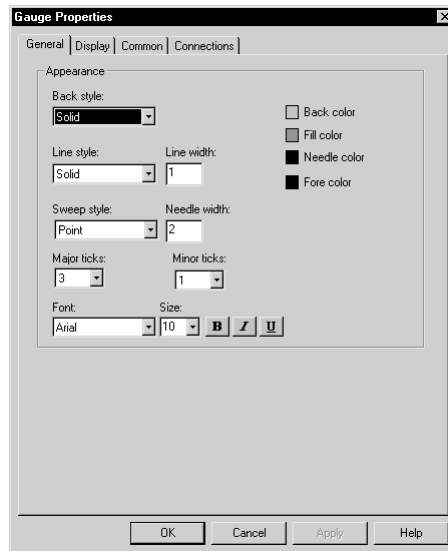 Gauge Properties
General Display Common Connections
Appearance
Back style:
Solid
Back color
Fill color
Line style: Line width:
Needle color
Solid 1
Fore color
Sweep style: Needle width:
Point 2
Major ticks: Minor ticks:
3 1
Font: Size:
Arial 10 B I U
OK Cancel Apply Help